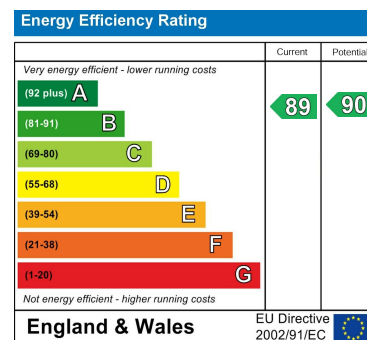 Energy Efficiency Rating
Current Potential
Very energy efficient - lower running costs
(92 plus) A
(81-91) B
89 90
(69-80) C
(55-68) D
(39-54) E
(21-38) F
(1-20) G
Not energy efficient - higher running costs
England & Wales
EU Directive
2002/91/EC